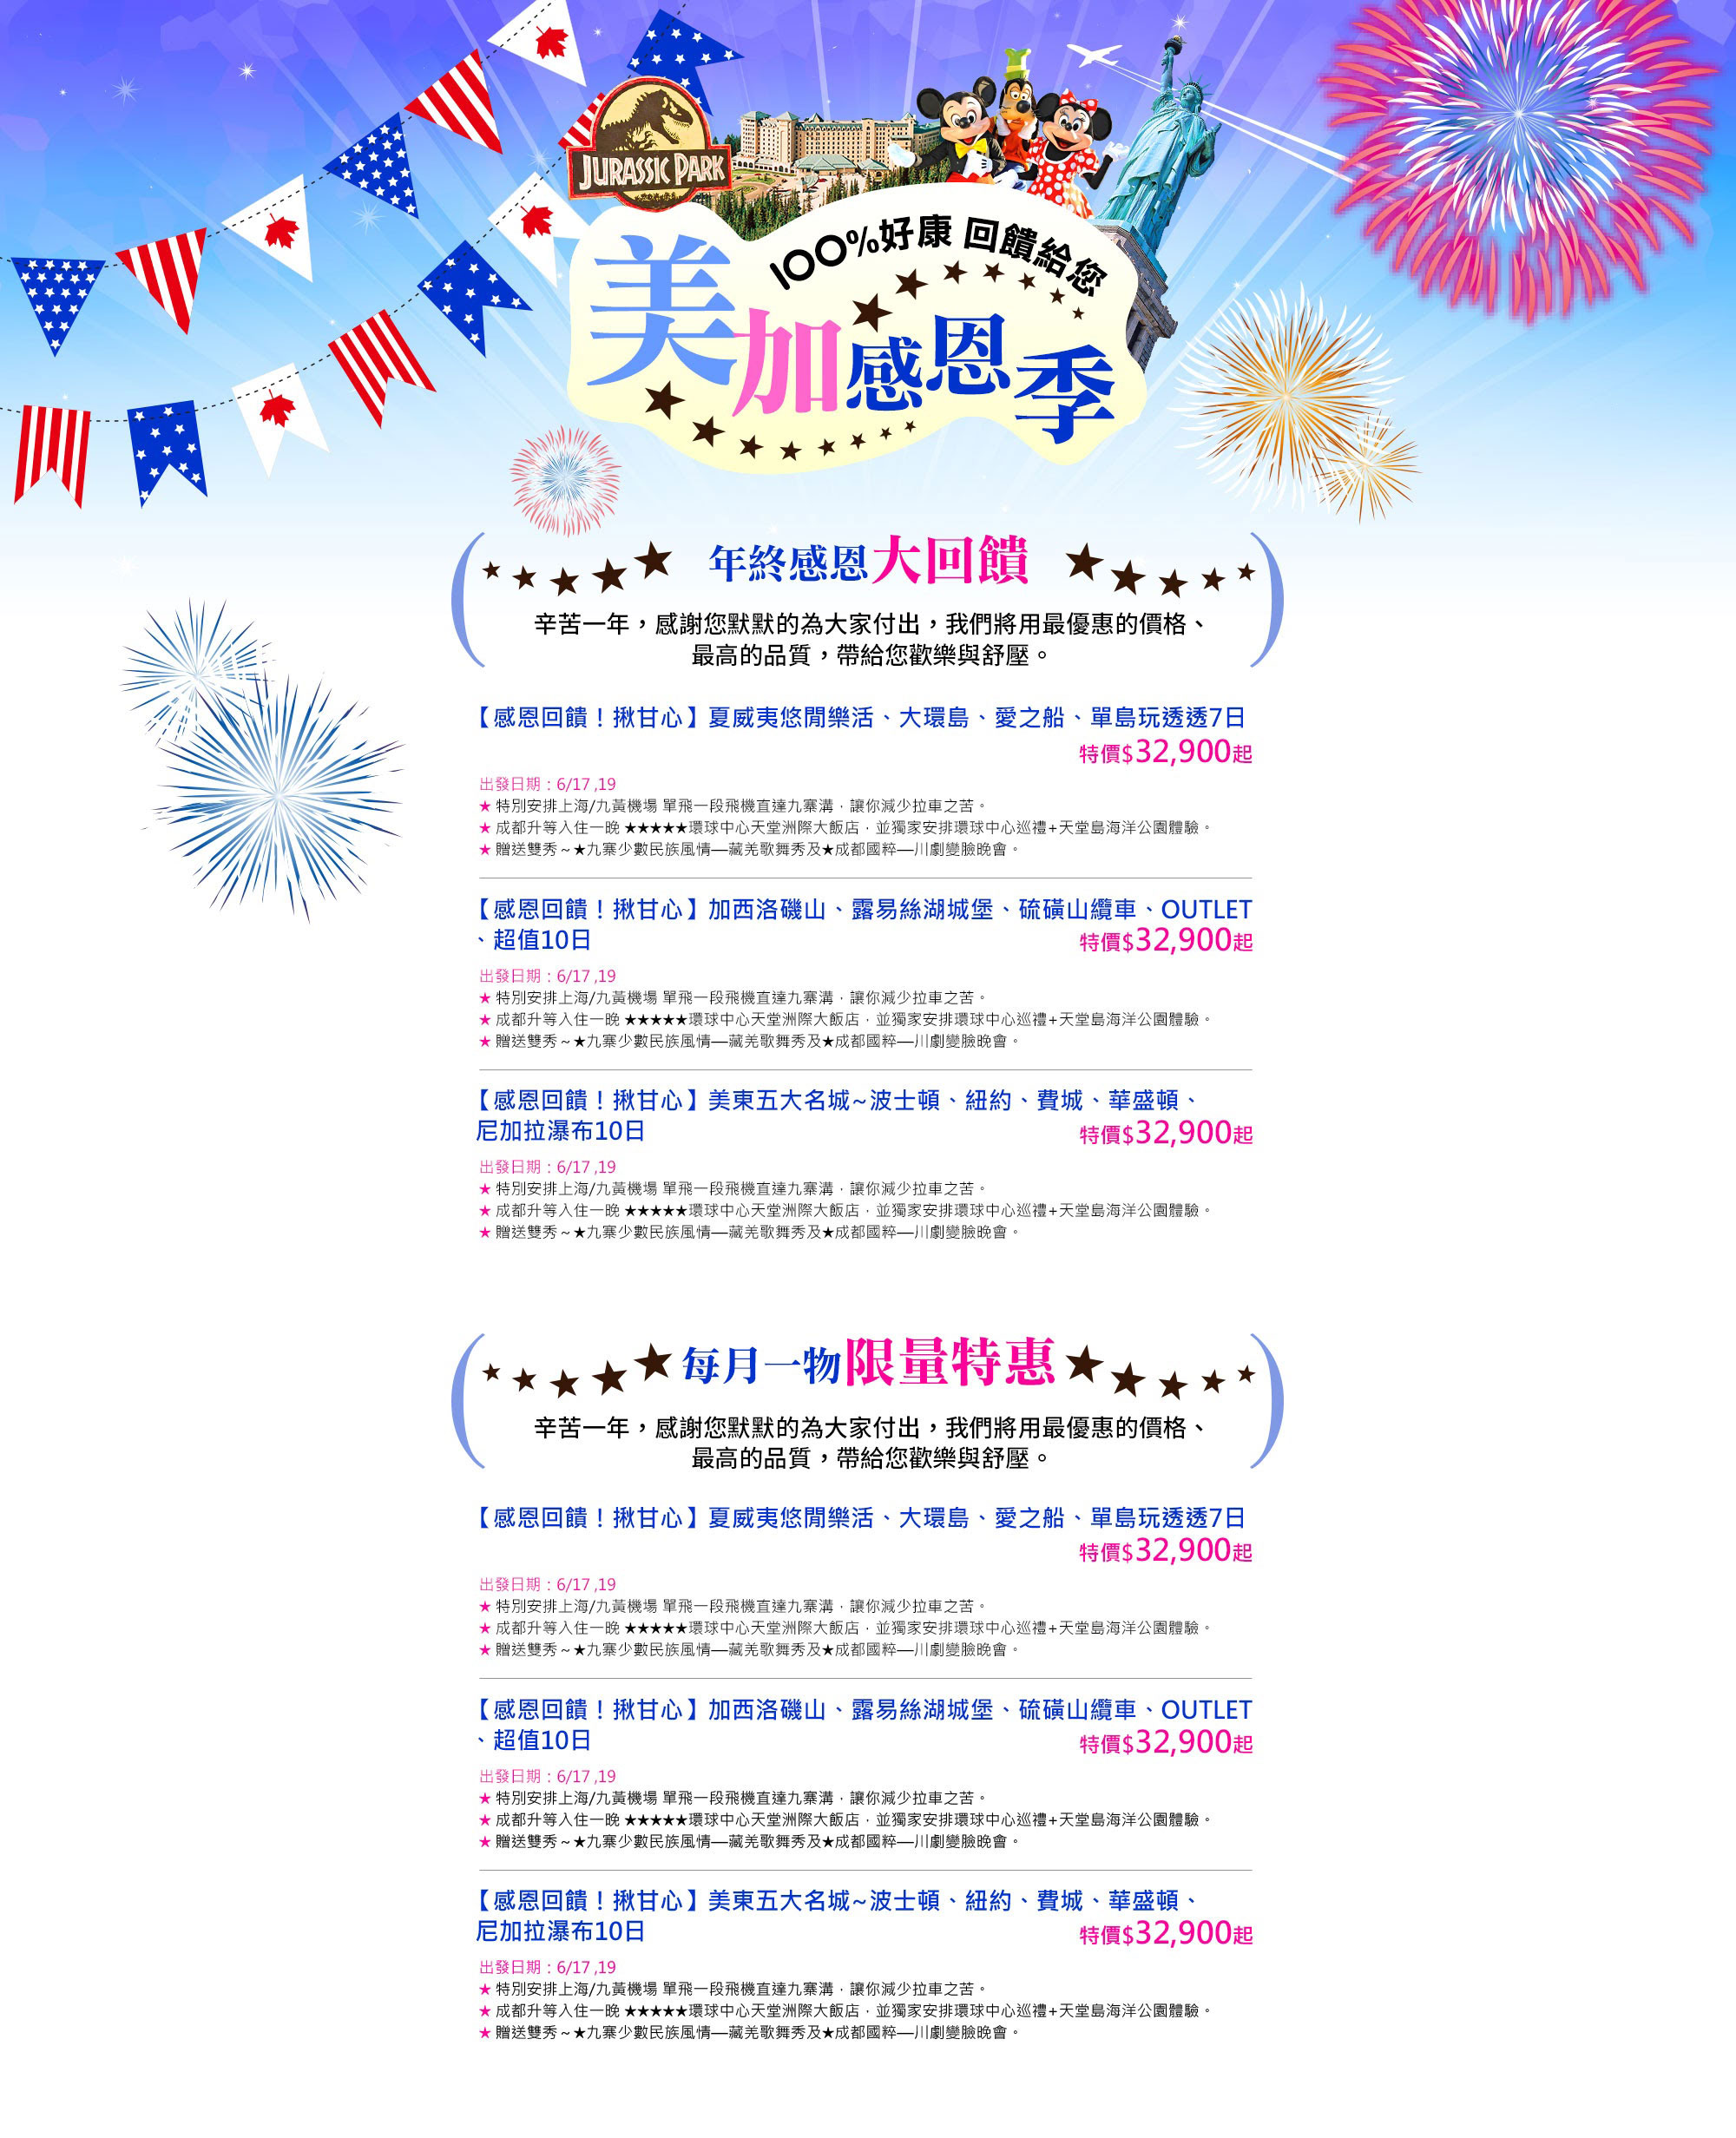 JURASSIC PARK
100%好康 回饋給您
美加感恩季
年終感恩大回饋
辛苦一年，感謝您默默的為大家付出，我們將用最優惠的價格、
最高的品質，帶給您歡樂與舒壓。
【感恩回饋！揪甘心】夏威夷悠閒樂活、大環島、愛之船、單島玩透透7日
特價$32,900起
出發日期：6/17 ,19
★ 特別安排上海/九黃機場 單飛一段飛機直達九寨溝．讓你減少拉車之苦。
★ 成都升等入住一晚 ★★★★★環球中心天堂洲際大飯店．並獨家安排環球中心巡禮+天堂島海洋公園體驗。
★ 贈送雙秀～★九寨少數民族風情—藏羌歌舞秀及★成都國粹—川劇變臉晚會。
【感恩回饋！揪甘心】加西洛磯山、露易絲湖城堡、硫磺山纜車、OUTLET
、超值10日
特價$32,900起
出發日期：6/17 ,19
★ 特別安排上海/九黃機場 單飛一段飛機直達九寨溝．讓你減少拉車之苦。
★ 成都升等入住一晚 ★★★★★環球中心天堂洲際大飯店．並獨家安排環球中心巡禮+天堂島海洋公園體驗。
★ 贈送雙秀～★九寨少數民族風情—藏羌歌舞秀及★成都國粹—川劇變臉晚會。
【感恩回饋！揪甘心】美東五大名城~波士頓、紐約、費城、華盛頓、
尼加拉瀑布10日
特價$32,900起
出發日期：6/17 ,19
★ 特別安排上海/九黃機場 單飛一段飛機直達九寨溝．讓你減少拉車之苦。
★ 成都升等入住一晚 ★★★★★環球中心天堂洲際大飯店．並獨家安排環球中心巡禮+天堂島海洋公園體驗。
★ 贈送雙秀～★九寨少數民族風情—藏羌歌舞秀及★成都國粹—川劇變臉晚會。
每月一物限量特惠
辛苦一年，感謝您默默的為大家付出，我們將用最優惠的價格、
最高的品質，帶給您歡樂與舒壓。
【感恩回饋！揪甘心】夏威夷悠閒樂活、大環島、愛之船、單島玩透透7日
特價$32,900起
出發日期：6/17 ,19
★ 特別安排上海/九黃機場 單飛一段飛機直達九寨溝．讓你減少拉車之苦。
★ 成都升等入住一晚 ★★★★★環球中心天堂洲際大飯店．並獨家安排環球中心巡禮+天堂島海洋公園體驗。
★ 贈送雙秀～★九寨少數民族風情—藏羌歌舞秀及★成都國粹—川劇變臉晚會。
【感恩回饋！揪甘心】加西洛磯山、露易絲湖城堡、硫磺山纜車、OUTLET
、超值10日
特價$32,900起
出發日期：6/17 ,19
★ 特別安排上海/九黃機場 單飛一段飛機直達九寨溝．讓你減少拉車之苦。
★ 成都升等入住一晚 ★★★★★環球中心天堂洲際大飯店．並獨家安排環球中心巡禮+天堂島海洋公園體驗。
★ 贈送雙秀～★九寨少數民族風情—藏羌歌舞秀及★成都國粹—川劇變臉晚會。
【感恩回饋！揪甘心】美東五大名城~波士頓、紐約、費城、華盛頓、
尼加拉瀑布10日
特價$32,900起
出發日期：6/17 ,19
★ 特別安排上海/九黃機場 單飛一段飛機直達九寨溝．讓你減少拉車之苦。
★ 成都升等入住一晚 ★★★★★環球中心天堂洲際大飯店．並獨家安排環球中心巡禮+天堂島海洋公園體驗。
★ 贈送雙秀～★九寨少數民族風情—藏羌歌舞秀及★成都國粹—川劇變臉晚會。